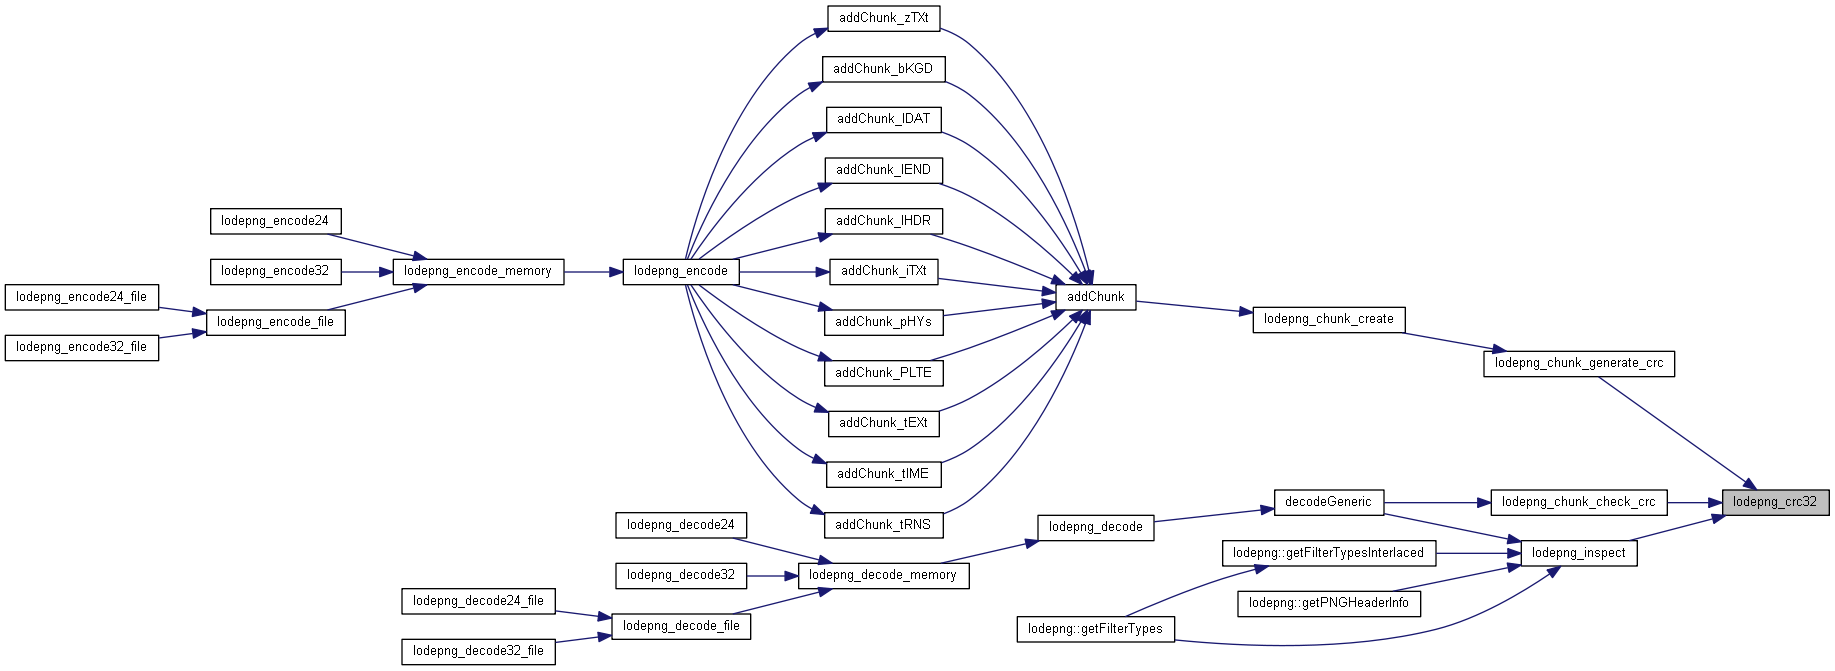 addChunk_zTXt
addChunk_bKGD
addChunk_IDAT
addChunk_IEND
lodepng_encode24
addChunk_IHDR
lodepng_encode32
lodepng_encode_memory
lodepng_encode
addChunk_iTXt
lodepng_encode24_file
addChunk
lodepng_encode_file
addChunk_pHYs
lodepng_chunk_create
lodepng_encode32_file
addChunk_PLTE
lodepng_chunk_generate_crc
addChunk_tEXt
addChunk_tIME
decodeGeneric
lodepng_chunk_check_crc
lodepng_crc32
lodepng_decode24
addChunk_tRNS
lodepng_decode
lodepng::getFilterTypesInterlaced
lodepng_inspect
lodepng_decode32
lodepng_decode_memory
lodepng_decode24_file
lodepng::getPNGHeaderInfo
lodepng_decode_file
lodepng::getFilterTypes
lodepng_decode32_file